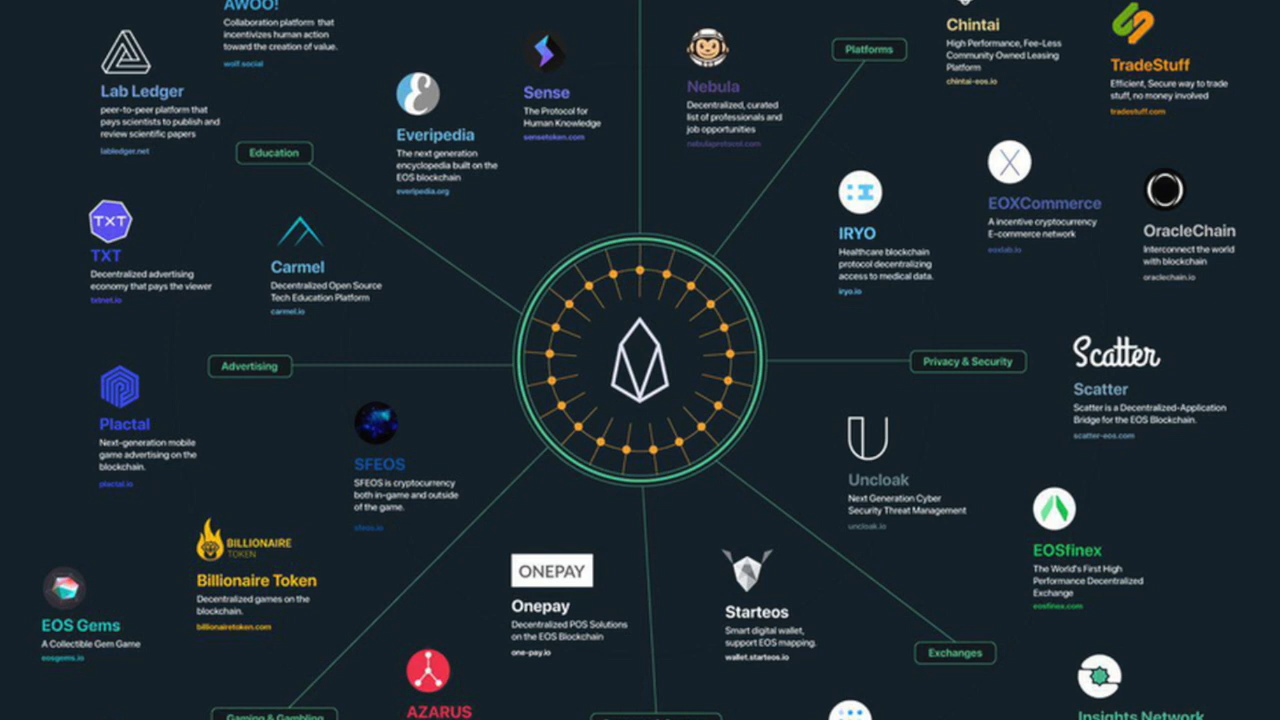 AWOO!
Collaboration platform that
incentivizes human action
toward the creation of value.
wolf.social
Lab Ledger
peer-to-peer platform that
pays scientists to publish and
review scientific papers
labledger.net
Education
Everipedia
The next generation
encyclopedia built on the
EOS blockchain
everipedia.org
Sense
The Protocol for
Human Knowledge
sensetoken.com
Nebula
Decentralized, curated
list of professionals and
job opportunities
nebulaprotocol.com
Platforms
Chintai
High Performance, Fee-Less
Community Owned Leasing
Platform
chintai-eos.io
TradeStuff
Efficient, Secure way to trade
stuff, no money involved
tradestuff.com
TXT
TXT
Decentralized advertising
economy that pays the viewer
txtnet.io
Carmel
Decentralized Open Source
Tech Education Platform
carmel.io
IRYO
Healthcare blockchain
protocol decentralizing
access to medical data.
iryo.io
EOXCommerce
A incentive cryptocurrency
E-commerce network
eoxlab.io
OracleChain
Interconnect the world
with blockchain
oraclechain.io
Advertising
Privacy & Security
Scatter
Scatter
Scatter is a Decentralized-Application
Bridge for the EOS Blockchain.
scatter-eos.com
Plactal
Next-generation mobile
game advertising on the
blockchain.
plactal.io
SFEOS
SFEOS is cryptocurrency
both in-game and outside
of the game.
sfeos.io
Uncloak
Next Generation Cyber
Security Threat Management
uncloak.io
EOSfinex
The World's First High
Performance Decentralized
Exchange
eosfinex.com
BILLIONAIRE
TOKEN
Billionaire Token
Decentralized games on the
blockchain.
billionairetoken.com
EOS Gems
A Collectible Gem Game
eosgems.io
ONEPAY
Onepay
Decentralized POS Solutions
on the EOS Blockchain
one-pay.io
Starteos
Smart digital wallet,
support EOS mapping.
wallet.starteos.io
Exchanges
AZARUS
Gaming & Gambling
Insights Network